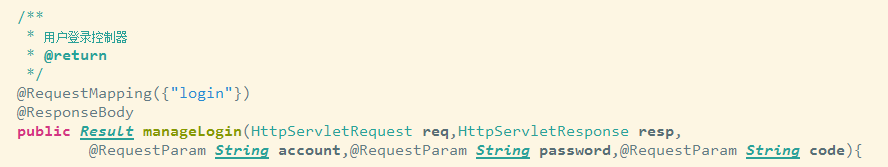 /**
 * 用户登录控制器
 * @return
 */
@RequestMapping({"login"})
@ResponseBody
public Result manageLogin(HttpServletRequest req,HttpServletResponse resp,
        @RequestParam String account,@RequestParam String password,@RequestParam String code){